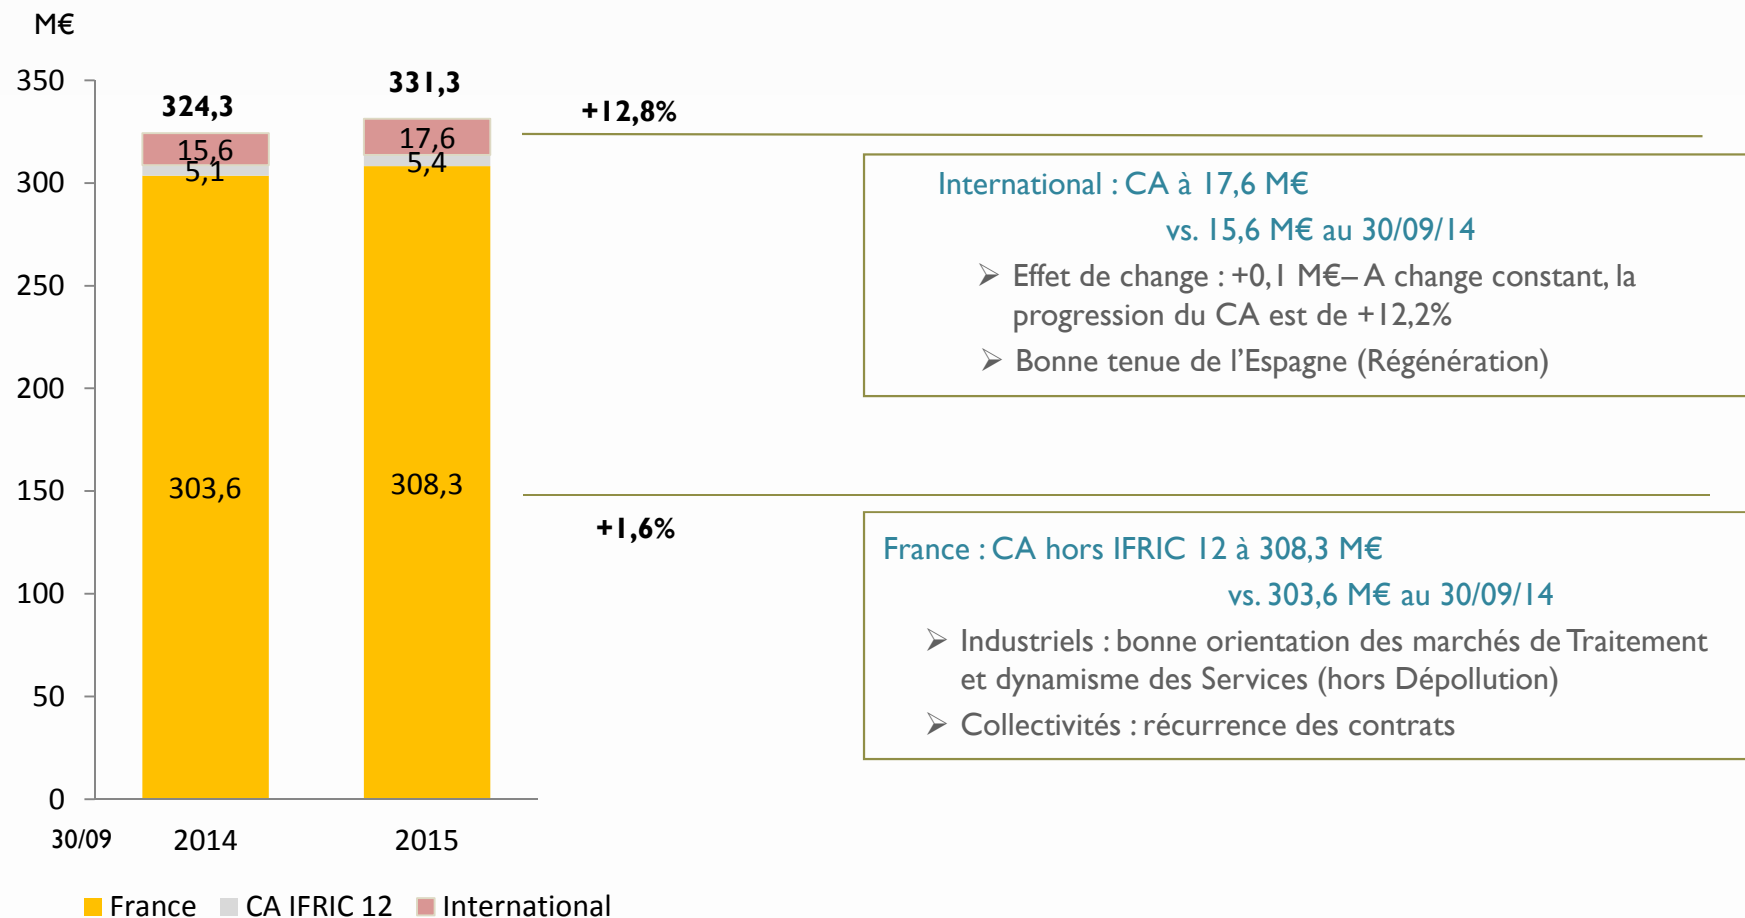 M€
350
300
250
200
150
100
50
0
324,3
15,6
5,1
303,6
331,3
17,6
5,4
308,3
30/09
2014
2015
France
CA IFRIC 12
International
+12,8%
International : CA à 17,6 M€
vs. 15,6 M€ au 30/09/14
➢ Effet de change : +0,1 M€– A change constant, la
progression du CA est de +12,2%
➢ Bonne tenue de l’Espagne (Régénération)
+1,6%
France : CA hors IFRIC 12 à 308,3 M€
vs. 303,6 M€ au 30/09/14
➢ Industriels : bonne orientation des marchés de Traitement
et dynamisme des Services (hors Dépollution)
➢ Collectivités : récurrence des contrats